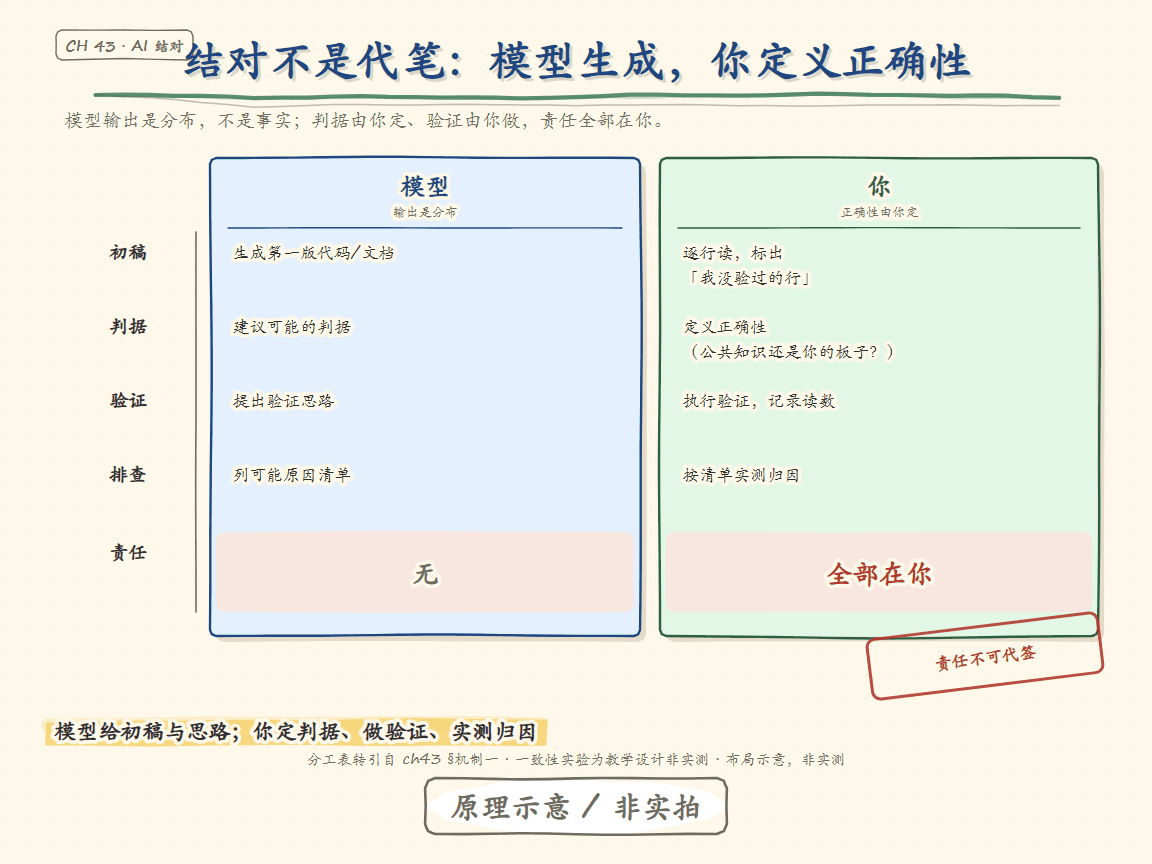 CH 43 · AI 结对
结对不是代笔：模型生成，你定义正确性
模型输出是分布，不是事实；判据由你定、验证由你做，责任全部在你。
模型
输出是分布
你
正确性由你定
初稿
生成第一版代码/文档
逐行读，标出
「我没验过的行」
判据
建议可能的判据
定义正确性
（公共知识还是你的板子？）
验证
提出验证思路
执行验证，记录读数
排查
列可能原因清单
按清单实测归因
责任
无
全部在你
责任不可代签
模型给初稿与思路；你定判据、做验证、实测归因
分工表转引自 ch43 §机制一 · 一致性实验为教学设计非实测 · 布局示意，非实测
原理示意 / 非实拍